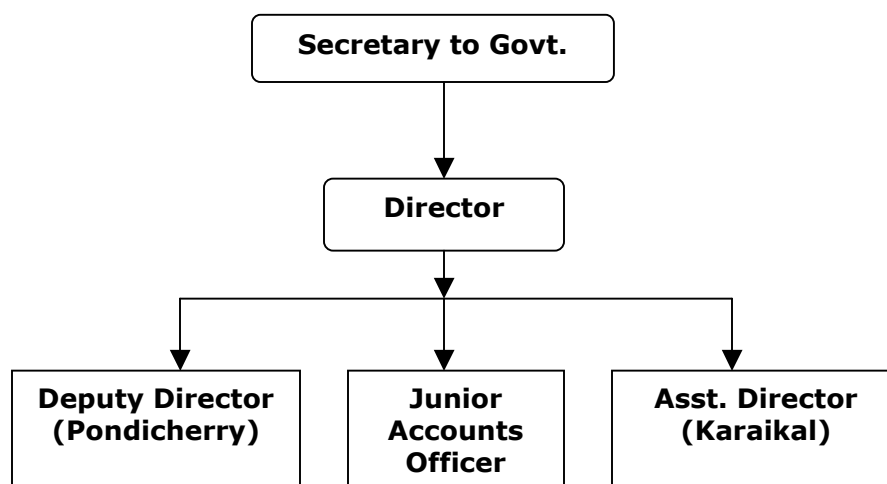 Secretary to Govt.
Director
Deputy Director
(Pondicherry)
Junior
Accounts
Officer
Asst. Director
(Karaikal)